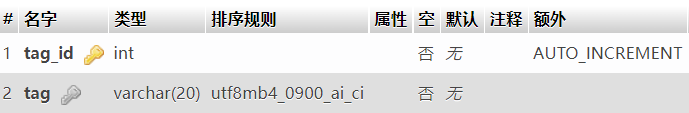 # 名字 类型 排序规则 属性 空 默认 注释 额外
1 tag_id int 否 无 AUTO_INCREMENT
2 tag varchar(20) utf8mb4_0900_ai_ci 否 无